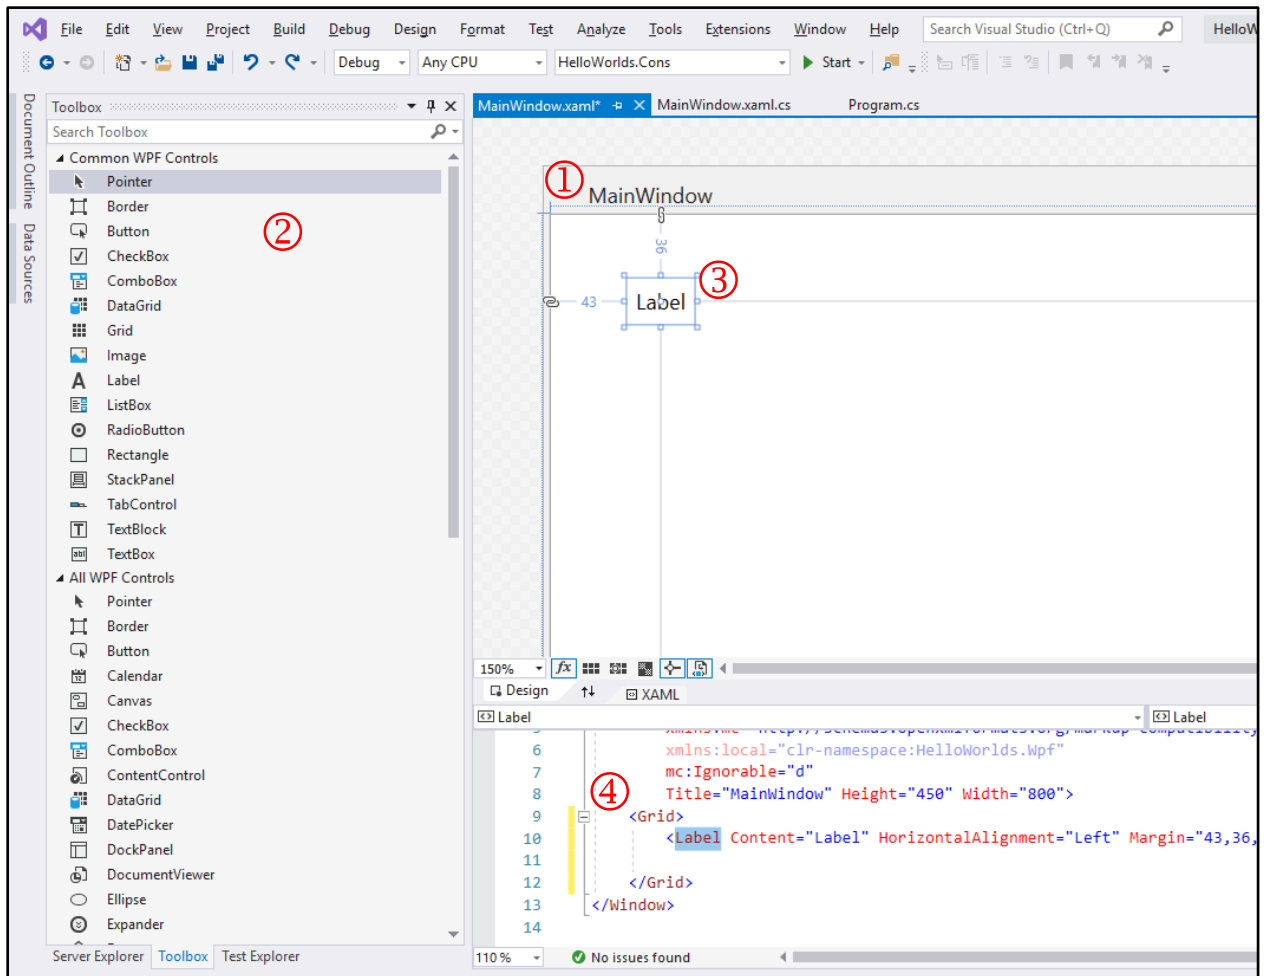 File Edit View Project Build Debug Design Format Test Analyze Tools Extensions Window Help Search Visual Studio (Ctrl+Q) HelloW
Debug Any CPU HelloWorlds.Cons Start
Document Outline
Data Sources
Toolbox
Search Toolbox
Common WPF Controls
Pointer
Border
Button
CheckBox
ComboBox
DataGrid
Grid
Image
Label
ListBox
RadioButton
Rectangle
StackPanel
TabControl
TextBlock
TextBox
All WPF Controls
Pointer
Border
Button
Calendar
Canvas
CheckBox
ComboBox
ContentControl
DataGrid
DatePicker
DockPanel
DocumentViewer
Ellipse
Expander
Server Explorer Toolbox Test Explorer
②
MainWindow.xaml* MainWindow.xaml.cs Program.cs
①
MainWindow
36
③
43 Label
150% fx
Design XAML
Label Label
6 xmlns:local="clr-namespace:HelloWorlds.Wpf"
7 mc:Ignorable="d"
④
8 Title="MainWindow" Height="450" Width="800">
9 <Grid>
10 <Label Content="Label" HorizontalAlignment="Left" Margin="43,36,
11
12 </Grid>
13 </Window>
14
110 % No issues found